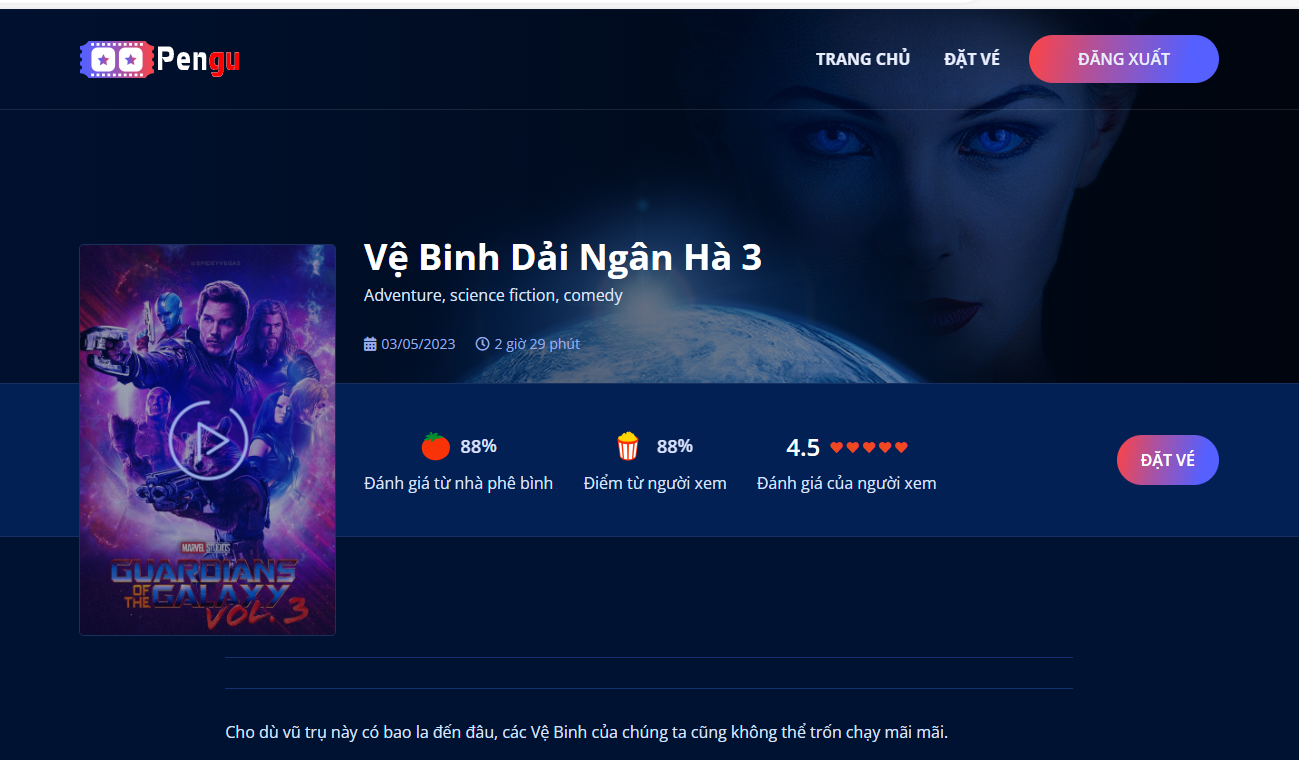 Pengu
TRANG CHỦ
ĐẶT VÉ
ĐĂNG XUẤT
Vệ Binh Dải Ngân Hà 3
Adventure, science fiction, comedy
03/05/2023 2 giờ 29 phút
88%
88%
4.5
Đánh giá từ nhà phê bình
Điểm từ người xem
Đánh giá của người xem
ĐẶT VÉ
MARVEL STUDIOS
GUARDIANS
OF THE GALAXY
VOL. 3
Cho dù vũ trụ này có bao la đến đâu, các Vệ Binh của chúng ta cũng không thể trốn chạy mãi mãi.